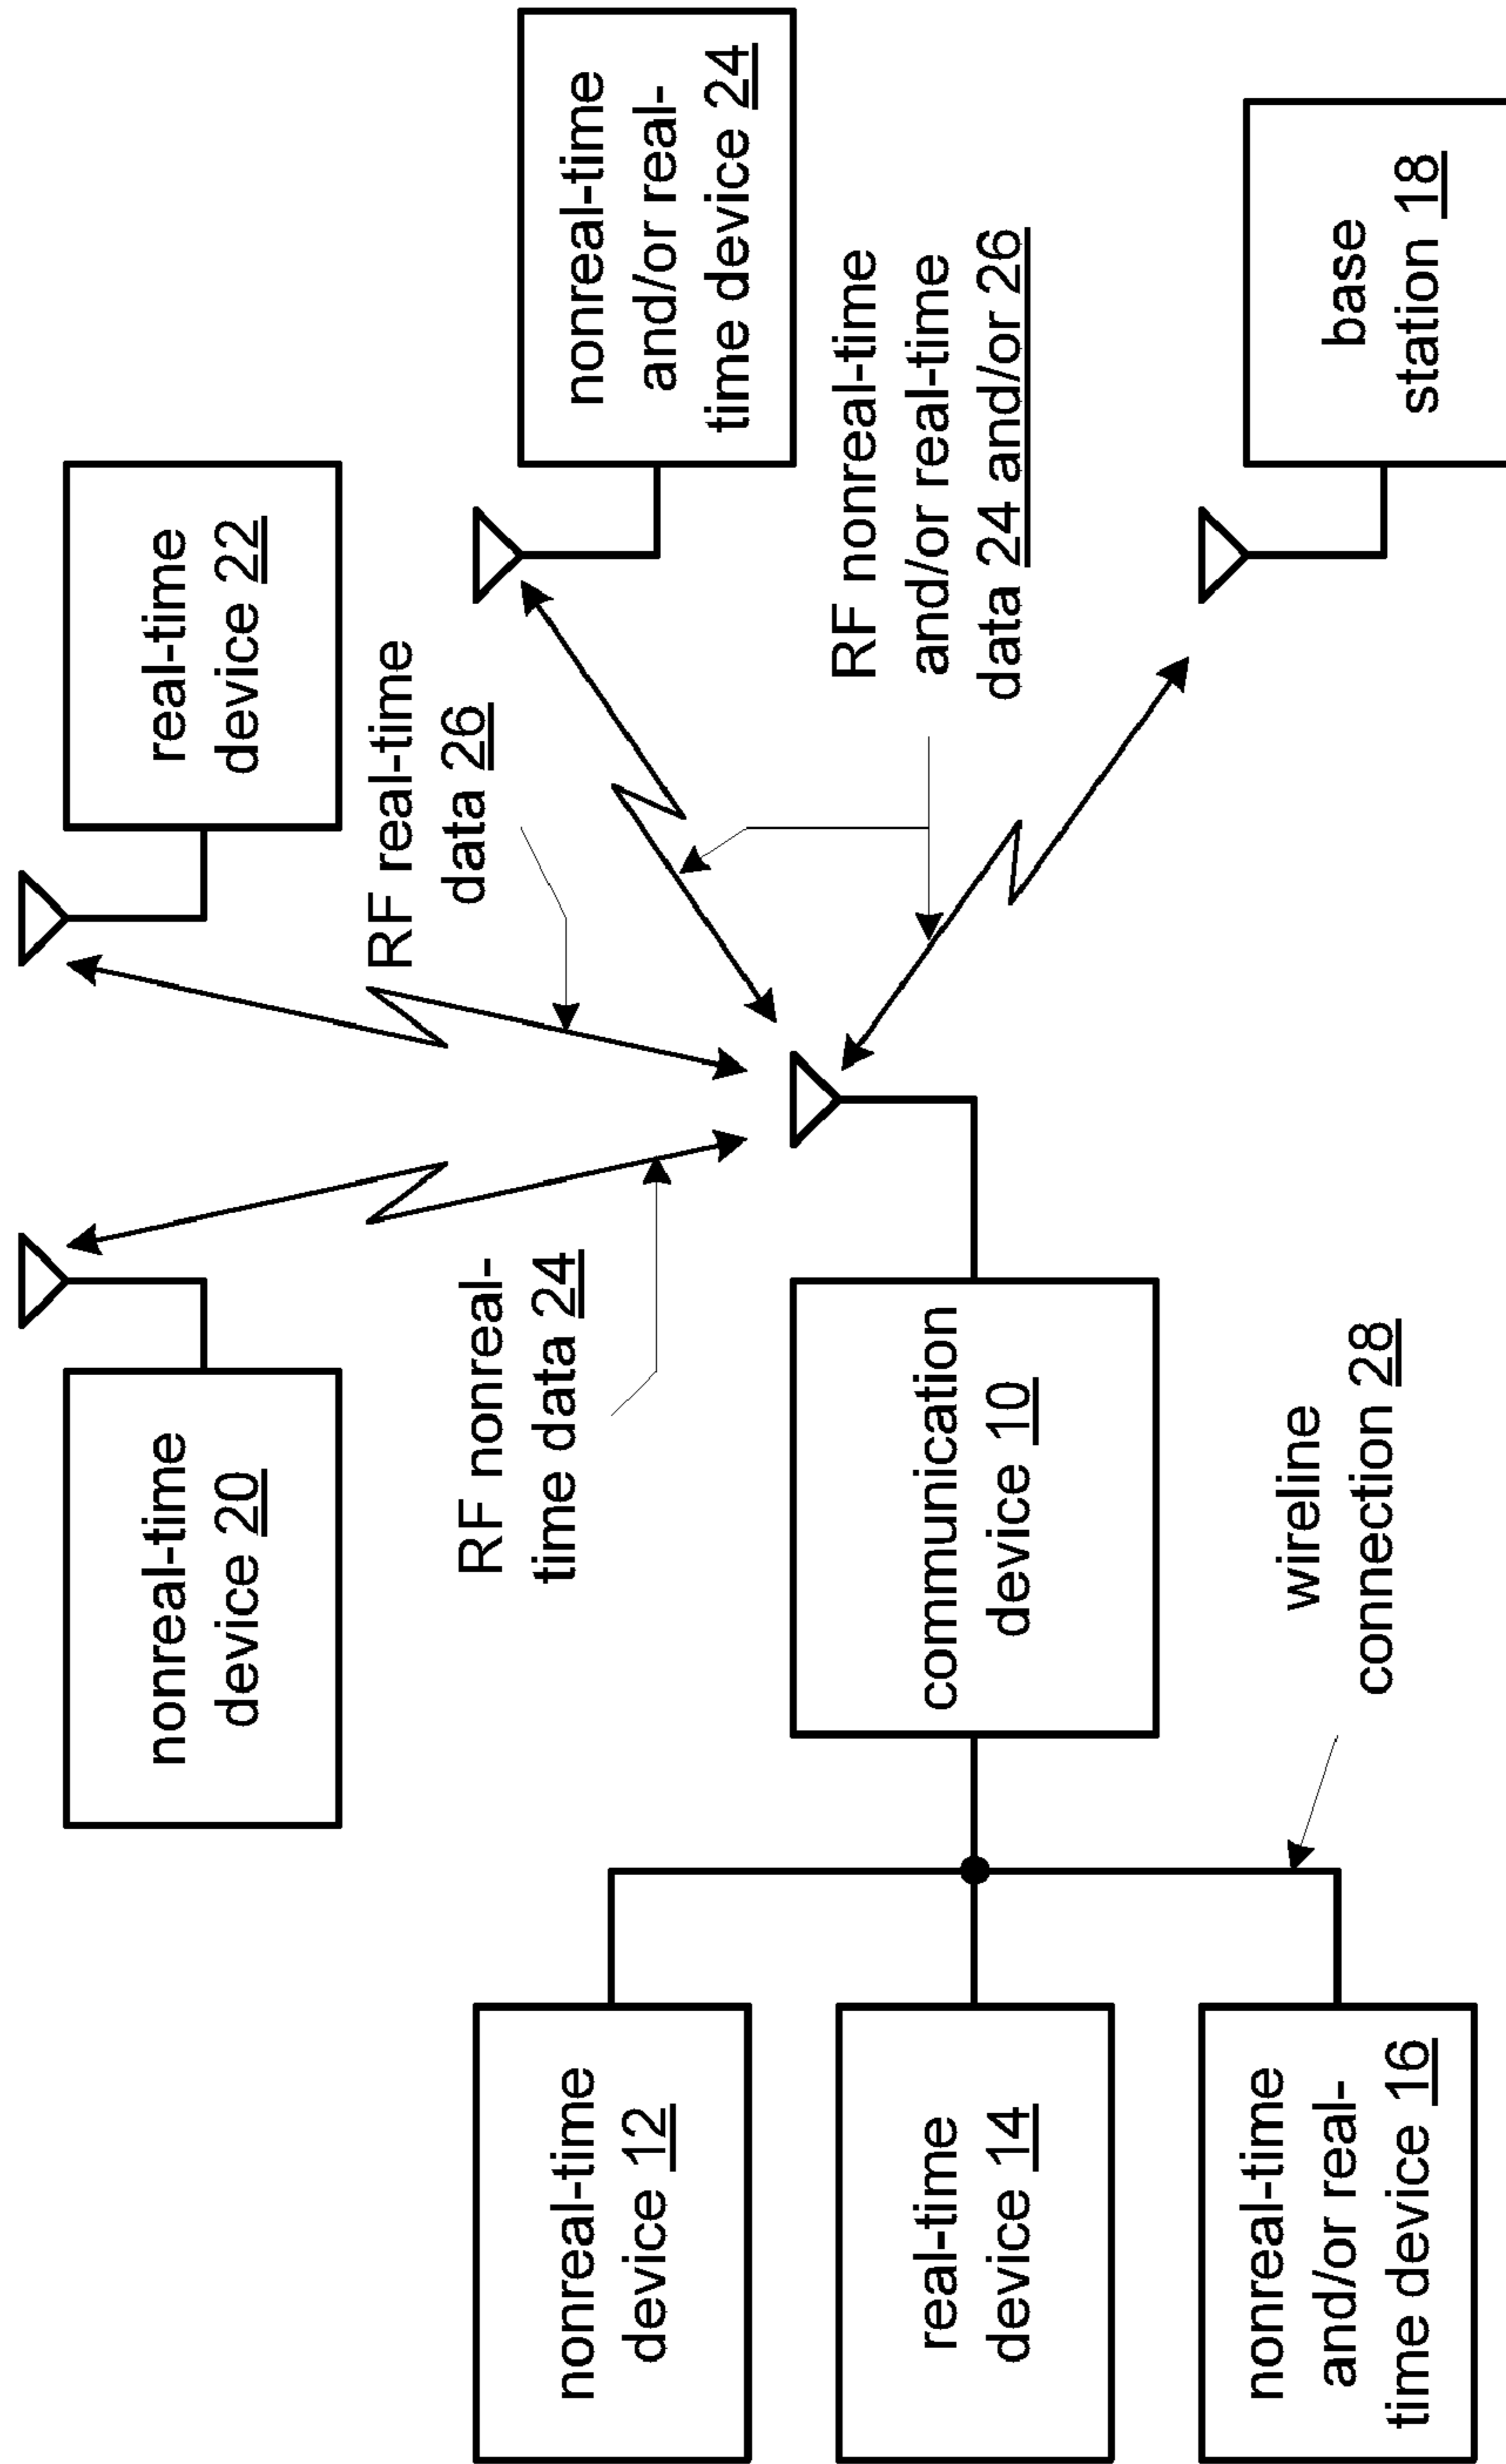 nonreal-time
device 20
real-time
device 22
RF nonreal-
time data 24
RF real-time
data 26
nonreal-time
and/or real-
time device 24
nonreal-time
device 12
real-time
device 14
nonreal-time
and/or real-
time device 16
communication
device 10
RF nonreal-time
and/or real-time
data 24 and/or 26
wireline
connection 28
base
station 18